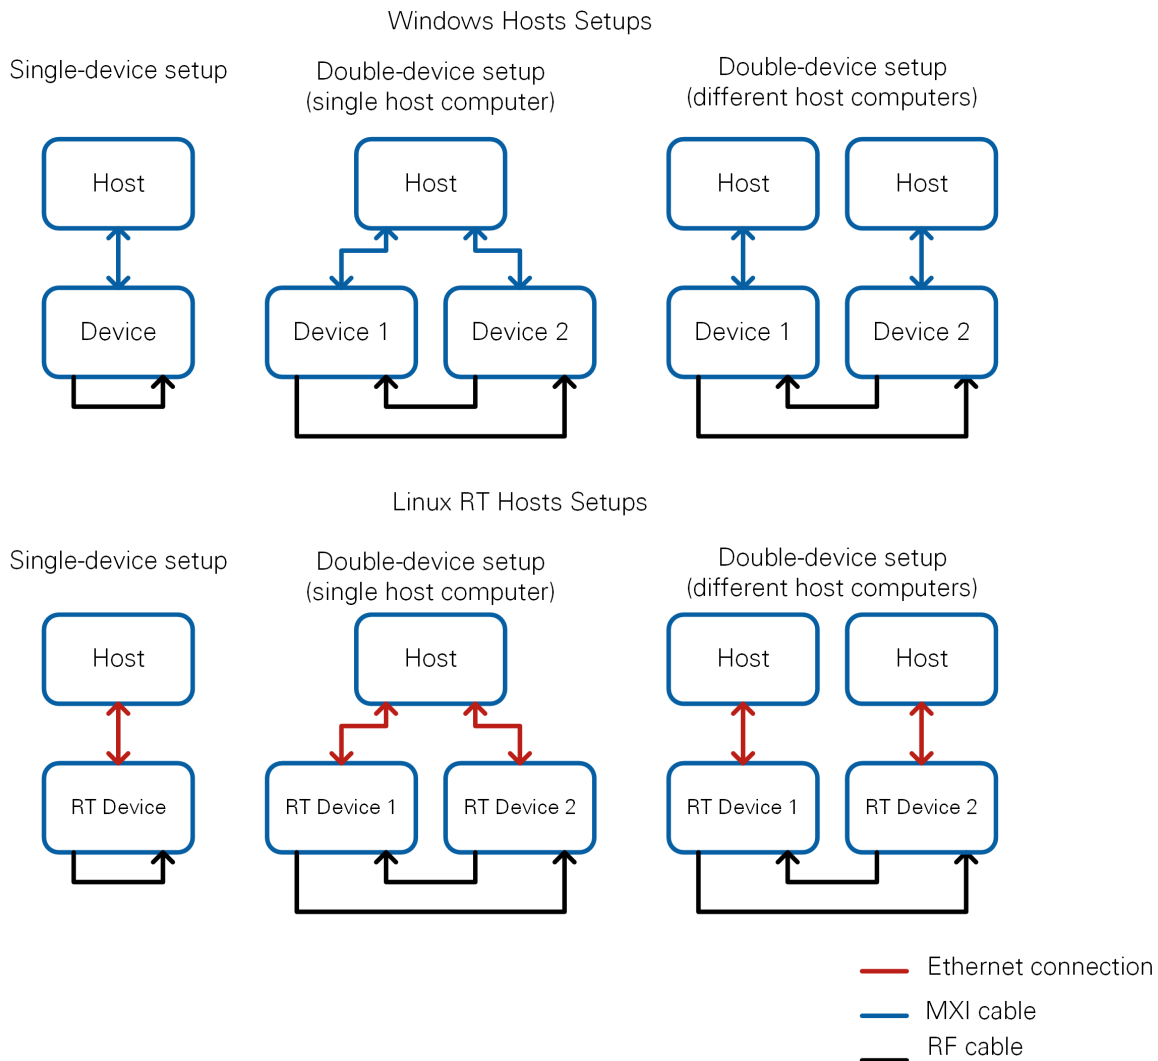 Windows Hosts Setups
Single-device setup
Double-device setup
(single host computer)
Double-device setup
(different host computers)
Host
Host
Host
Host
Device
Device 1
Device 2
Device 1
Device 2
Linux RT Hosts Setups
Single-device setup
Double-device setup
(single host computer)
Double-device setup
(different host computers)
Host
Host
Host
Host
RT Device
RT Device 1
RT Device 2
RT Device 1
RT Device 2
Ethernet connection
MXI cable
RF cable